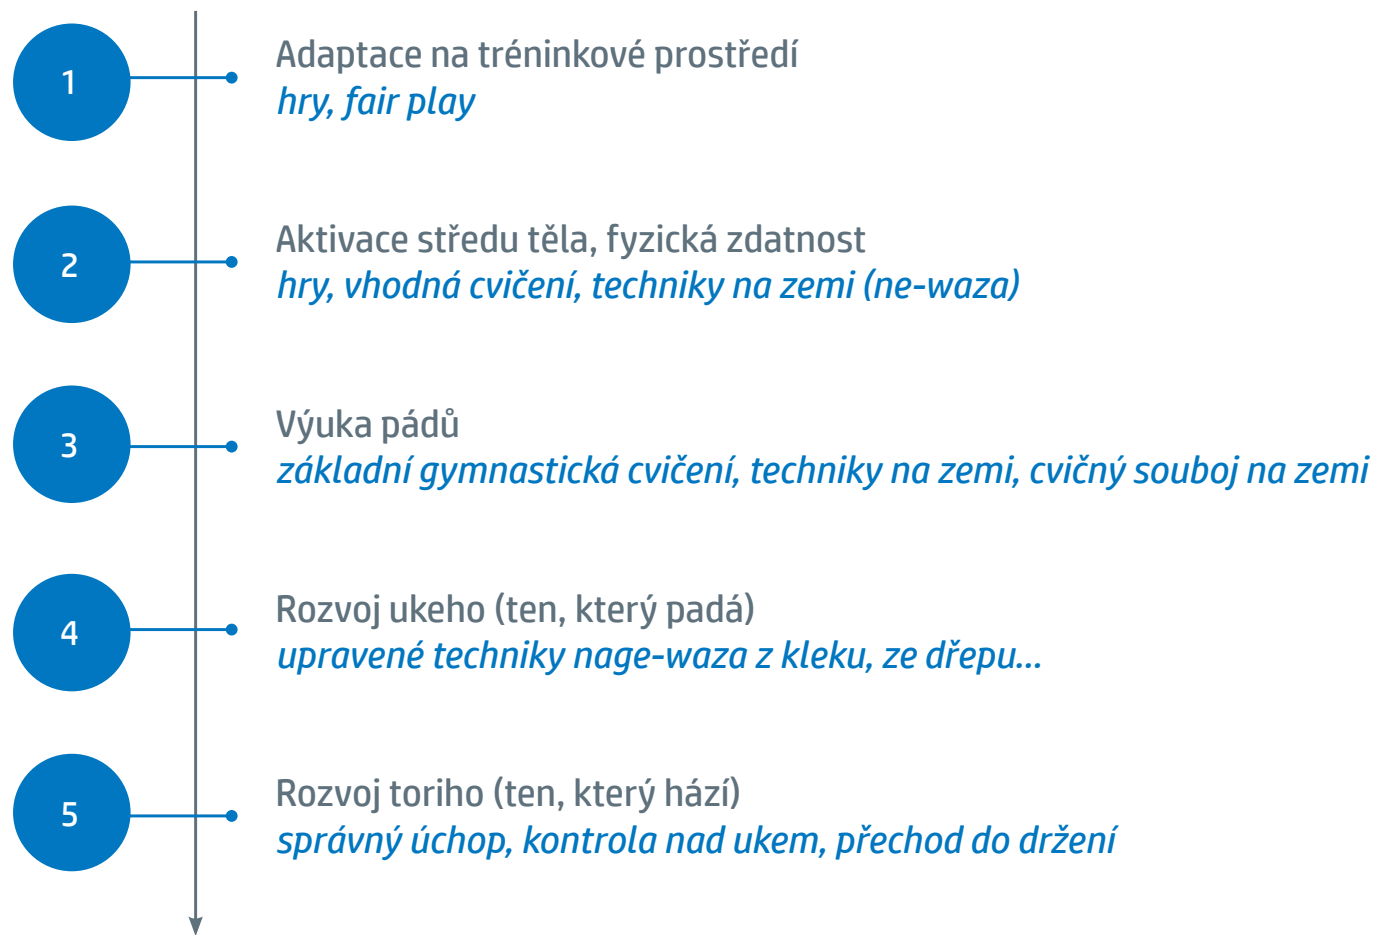 1
Adaptace na tréninkové prostředí
hry, fair play
2
Aktivace středu těla, fyzická zdatnost
hry, vhodná cvičení, techniky na zemi (ne-waza)
3
Výuka pádů
základní gymnastická cvičení, techniky na zemi, cvičný souboj na zemi
4
Rozvoj ukeho (ten, který padá)
upravené techniky nage-waza z kleku, ze dřepu...
5
Rozvoj toriho (ten, který hází)
správný úchop, kontrola nad ukem, přechod do držení